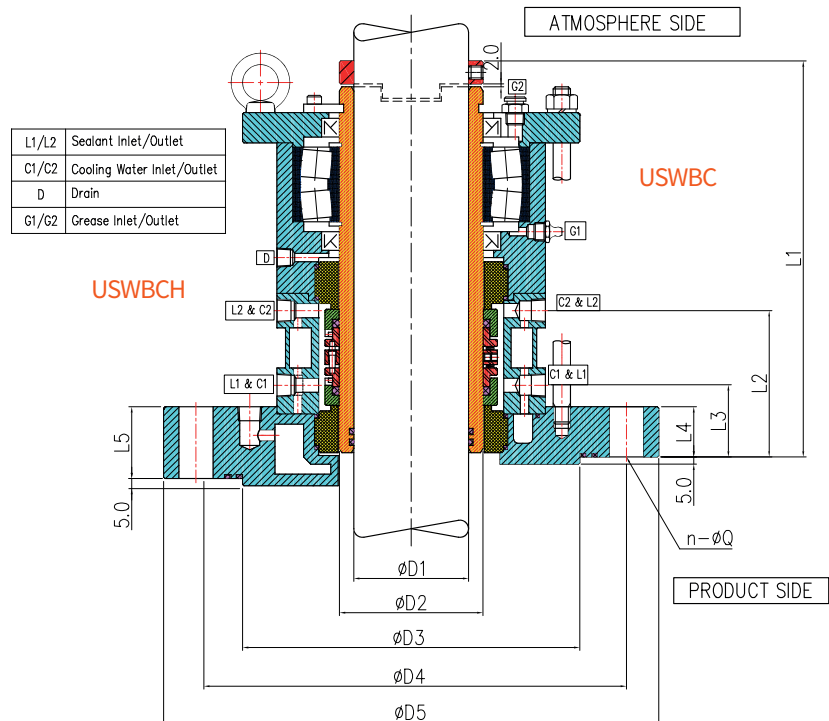 ATMOSPHERE SIDE
2.0
G2
L1/L2 Sealant Inlet/Outlet
C1/C2 Cooling Water Inlet/Outlet
D Drain
G1/G2 Grease Inlet/Outlet
USWBC
G1
L1
D
USWBCH
L2 & C2
C2 & L2
L2
L1 & C1
C1 & L1
L3
L5
L4
5.0
5.0
n-ØQ
ØD1
PRODUCT SIDE
ØD2
ØD3
ØD4
ØD5